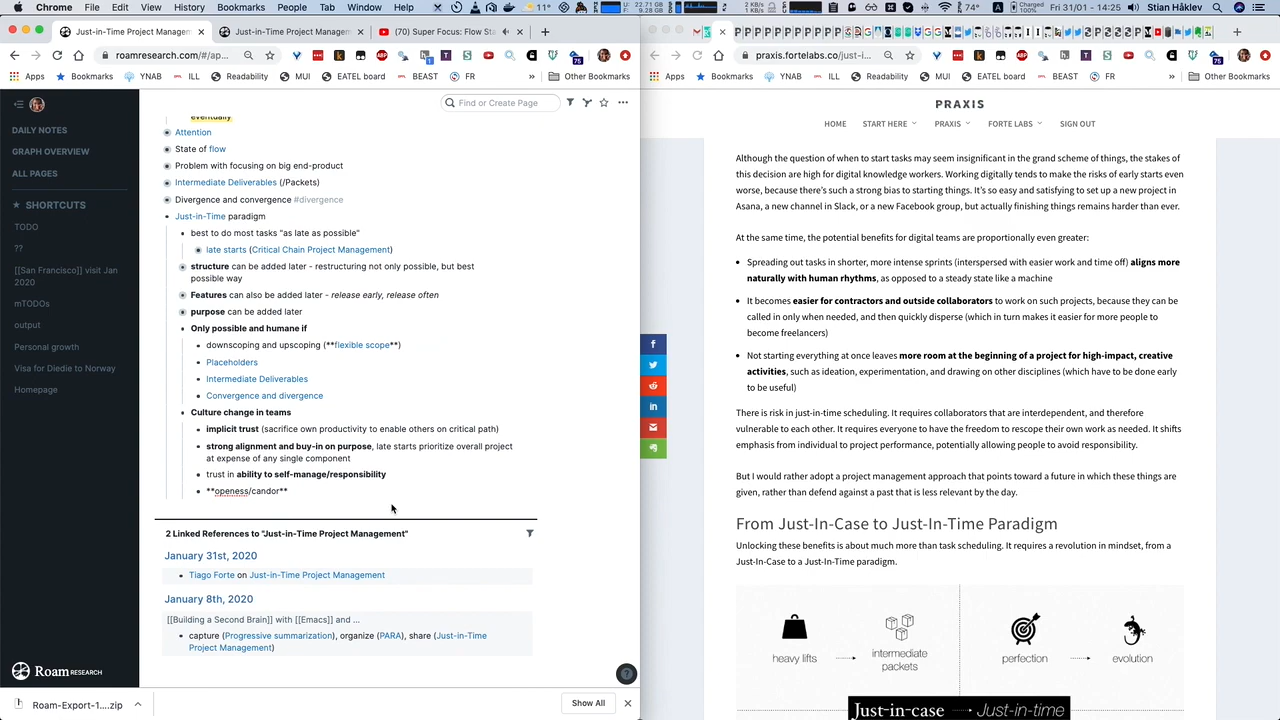 Chrome File Edit View History Bookmarks People Tab Window Help
11°
22.71 GB
9.28 GB
2 KB/s
1 KB/s
74°
Charged
100%
Fri 31/01 - 14:25 Stian Håklev
Just-in-Time Project Managem
Just-in-Time Project Managem
(70) Super Focus: Flow Sta
roamresearch.com/#/ap...
75
Apps Bookmarks YNAB ILL Readability MUI EATEL board BEAST FR » Other Bookmarks
praxis.fortelabs.co/just-i...
75
Apps Bookmarks YNAB ILL Readability MUI EATEL board BEAST FR » Other Bookmarks
Find or Create Page
DAILY NOTES
GRAPH OVERVIEW
ALL PAGES
SHORTCUTS
TODO
??
[[San Francisco]] visit Jan
2020
mTODOs
output
Personal growth
Visa for Diedie to Norway
Homepage
Roam RESEARCH
eventually
Attention
State of flow
Problem with focusing on big end-product
Intermediate Deliverables (/Packets)
Divergence and convergence #divergence
Just-in-Time paradigm
best to do most tasks "as late as possible"
late starts (Critical Chain Project Management)
structure can be added later - restructuring not only possible, but best
possible way
Features can also be added later - release early, release often
purpose can be added later
Only possible and humane if
downscoping and upscoping (**flexible scope**)
Placeholders
Intermediate Deliverables
Convergence and divergence
Culture change in teams
implicit trust (sacrifice own productivity to enable others on critical path)
strong alignment and buy-in on purpose, late starts prioritize overall project
at expense of any single component
trust in ability to self-manage/responsibility
**openess/candor**
2 Linked References to "Just-in-Time Project Management"
January 31st, 2020
Tiago Forte on Just-in-Time Project Management
January 8th, 2020
[[Building a Second Brain]] with [[Emacs]] and ...
capture (Progressive summarization), organize (PARA), share (Just-in-Time
Project Management)
Roam-Export-1....zip
Show All
PRAXIS
HOME START HERE PRAXIS FORTE LABS SIGN OUT
Although the question of when to start tasks may seem insignificant in the grand scheme of things, the stakes of
this decision are high for digital knowledge workers. Working digitally tends to make the risks of early starts even
worse, because there's such a strong bias to starting things. It's so easy and satisfying to set up a new project in
Asana, a new channel in Slack, or a new Facebook group, but actually finishing things remains harder than ever.
At the same time, the potential benefits for digital teams are proportionally even greater:
Spreading out tasks in shorter, more intense sprints (interspersed with easier work and time off) aligns more
naturally with human rhythms, as opposed to a steady state like a machine
It becomes easier for contractors and outside collaborators to work on such projects, because they can be
called in only when needed, and then quickly disperse (which in turn makes it easier for more people to
become freelancers)
Not starting everything at once leaves more room at the beginning of a project for high-impact, creative
activities, such as ideation, experimentation, and drawing on other disciplines (which have to be done early
to be useful)
There is risk in just-in-time scheduling. It requires collaborators that are interdependent, and therefore
vulnerable to each other. It requires everyone to have the freedom to rescope their own work as needed. It shifts
emphasis from individual to project performance, potentially allowing people to avoid responsibility.
But I would rather adopt a project management approach that points toward a future in which these things are
given, rather than defend against a past that is less relevant by the day.
From Just-In-Case to Just-In-Time Paradigm
Unlocking these benefits is about much more than task scheduling. It requires a revolution in mindset, from a
Just-In-Case to a Just-In-Time paradigm.
heavy lifts
intermediate
packets
perfection
evolution
Just-in-case Just-in-time